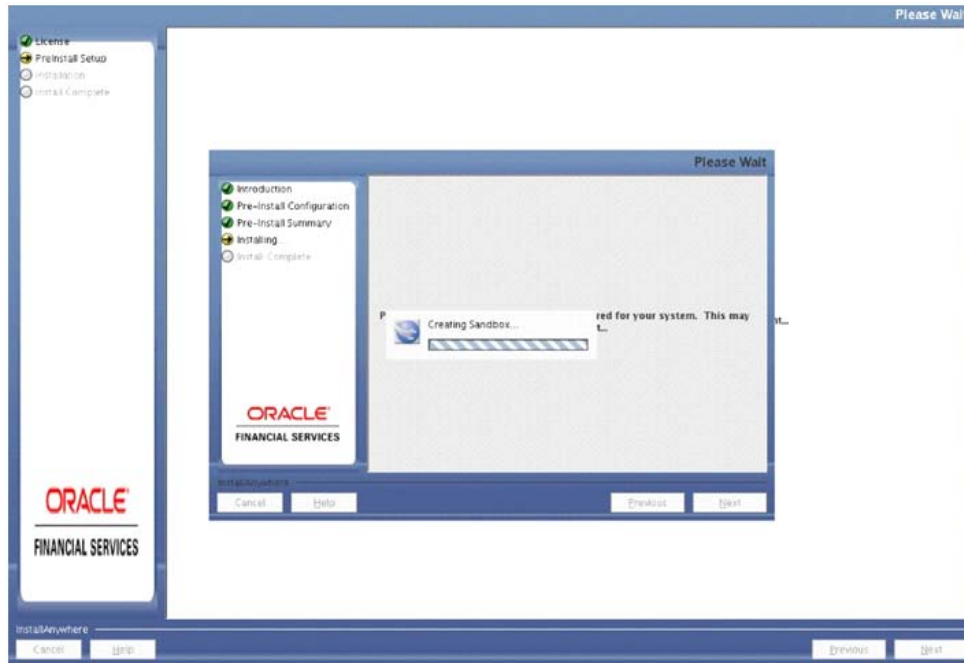 Please Wai
License
PreInstall Setup
Installation
Install Complete
Please Wait
Introduction
Pre-Install Configuration
Pre-Install Summary
Installing...
Install Complete
P
red for your system. This may
t...
nt...
Creating Sandbox...
ORACLE
FINANCIAL SERVICES
InstallAnywhere
Cancel
Help
Previous
Next
ORACLE
FINANCIAL SERVICES
InstallAnywhere
Cancel
Help
Previous
Next